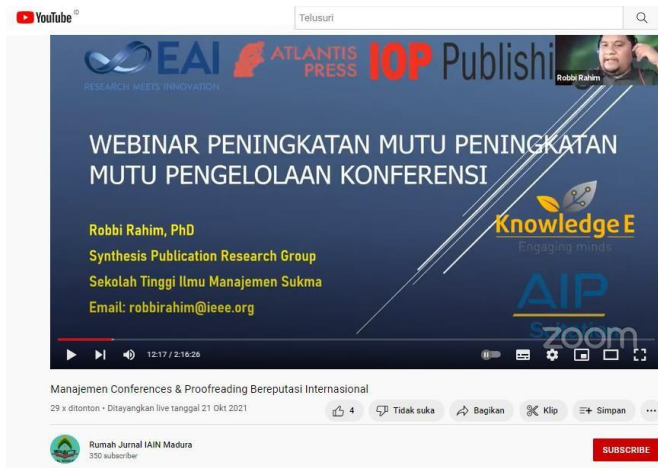 YouTube ID
Telusuri
EAI
RESEARCH MEETS INNOVATION
ATLANTIS
PRESS
IOP Publishi
Robbi Rahim
WEBINAR PENINGKATAN MUTU PENINGKATAN
MUTU PENGELOLAAN KONFERENSI
Robbi Rahim, PhD
Synthesis Publication Research Group
Sekolah Tinggi Ilmu Manajemen Sukma
Email: robbirahim@ieee.org
Knowledge E
Engaging minds
AIP
zoom
12:17 / 2:16:26
Manajemen Conferences & Proofreading Bereputasi Internasional
29 x ditonton • Ditayangkan live tanggal 21 Okt 2021
4 Tidak suka Bagikan Klip Simpan ...
Rumah Jurnal IAIN Madura
350 subscriber
SUBSCRIBE